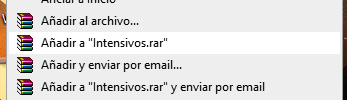 Añadir al archivo...
Añadir a "Intensivos.rar"
Añadir y enviar por email...
Añadir a "Intensivos.rar" y enviar por email